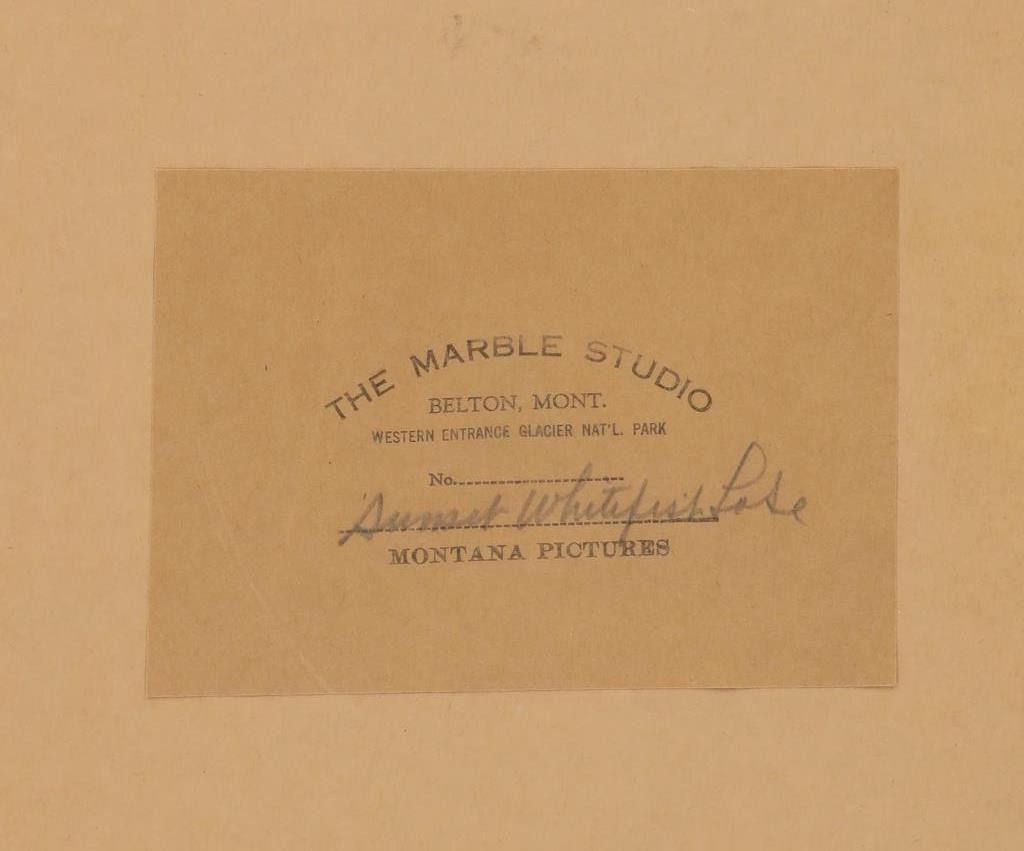 THE MARBLE STUDIO
BELTON, MONT.
WESTERN ENTRANCE GLACIER NAT'L. PARK
No.
Sunset Whitefish Lake
MONTANA PICTURES